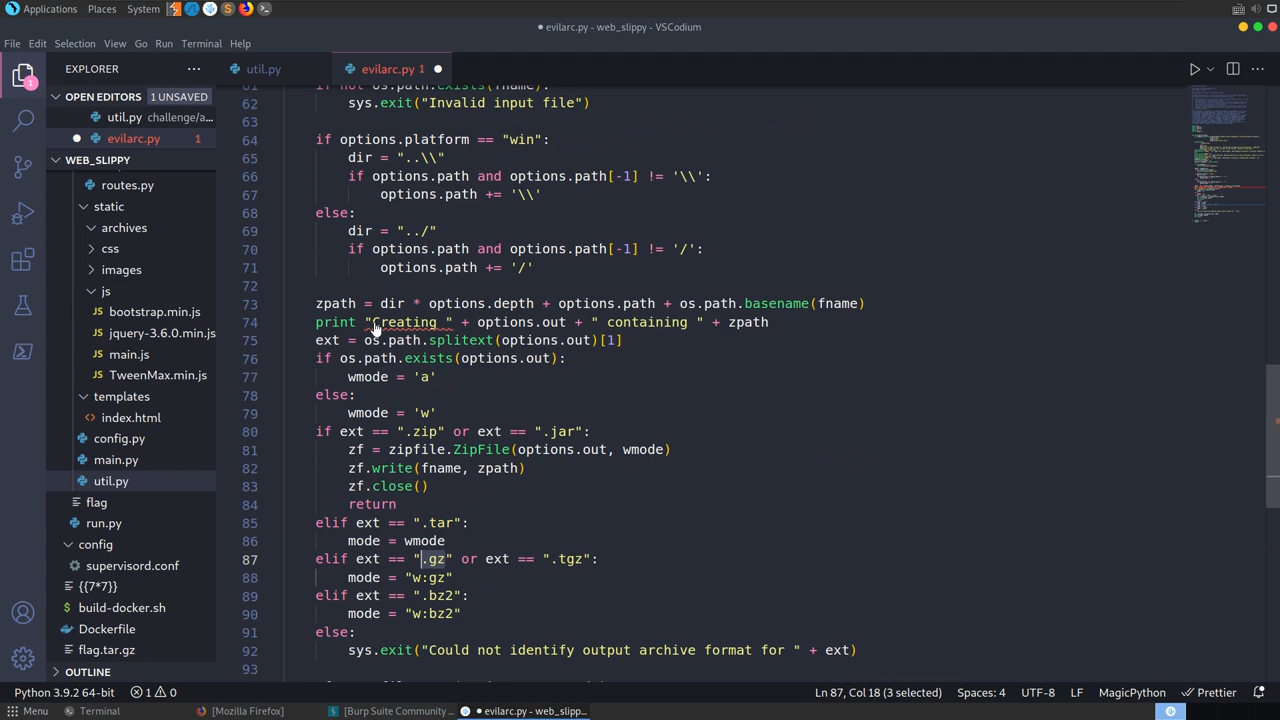 Applications Places System
evilarc.py - web_slippy - VSCodium
File Edit Selection View Go Run Terminal Help
EXPLORER
util.py
evilarc.py 1
OPEN EDITORS 1 UNSAVED
util.py challenge/a...
evilarc.py 1
WEB_SLIPPY
routes.py
static
archives
css
images
js
bootstrap.min.js
jquery-3.6.0.min.js
main.js
TweenMax.min.js
templates
index.html
config.py
main.py
util.py
flag
run.py
config
supervisord.conf
{{7*7}}
build-docker.sh
Dockerfile
flag.tar.gz
OUTLINE
61 if not os.path.exists(fname):
62 sys.exit("Invalid input file")
63
64 if options.platform == "win":
65 dir = "..\\"
66 if options.path and options.path[-1] != '\\':
67 options.path += '\\'
68 else:
69 dir = "../"
70 if options.path and options.path[-1] != '/':
71 options.path += '/'
72
73 zpath = dir * options.depth + options.path + os.path.basename(fname)
74 print "Creating " + options.out + " containing " + zpath
75 ext = os.path.splitext(options.out)[1]
76 if os.path.exists(options.out):
77 wmode = 'a'
78 else:
79 wmode = 'w'
80 if ext == ".zip" or ext == ".jar":
81 zf = zipfile.ZipFile(options.out, wmode)
82 zf.write(fname, zpath)
83 zf.close()
84 return
85 elif ext == ".tar":
86 mode = wmode
87 elif ext == ".gz" or ext == ".tgz":
88 mode = "w:gz"
89 elif ext == ".bz2":
90 mode = "w:bz2"
91 else:
92 sys.exit("Could not identify output archive format for " + ext)
93
Python 3.9.2 64-bit 1 0
Ln 87, Col 18 (3 selected) Spaces: 4 UTF-8 LF MagicPython Prettier
Menu Terminal [Mozilla Firefox] [Burp Suite Community ... evilarc.py - web_slipp...